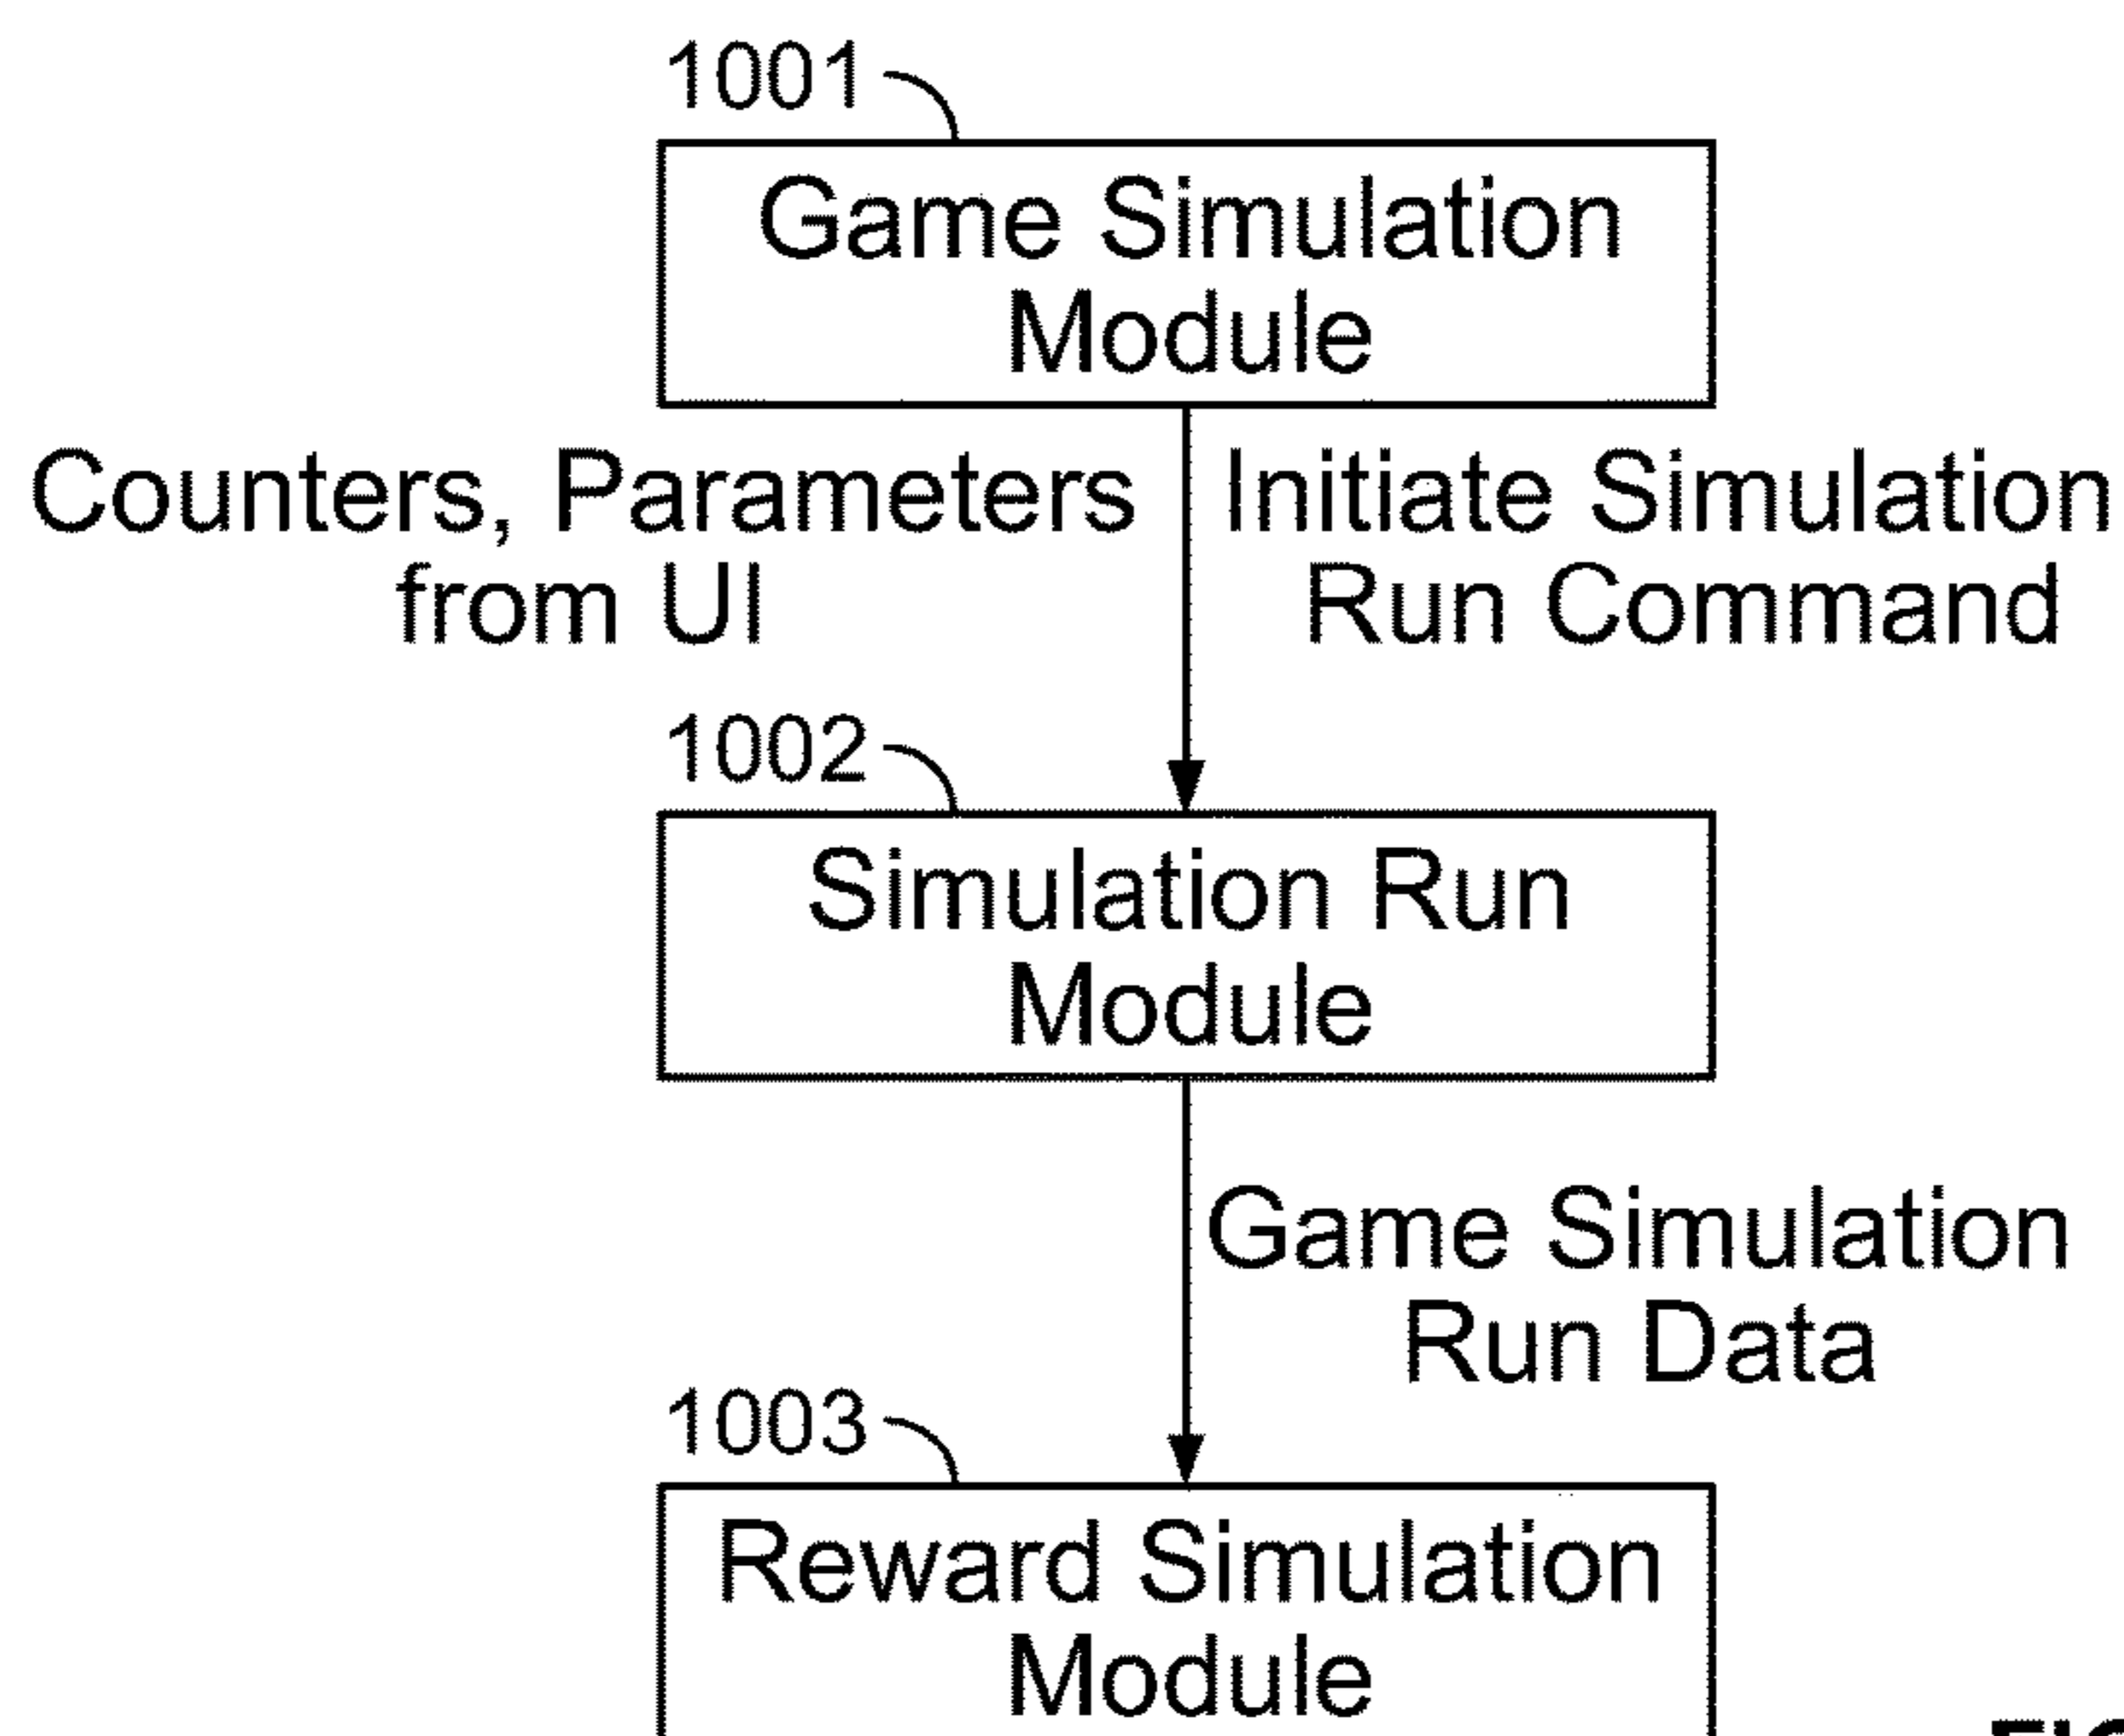 1001
Game Simulation
Module
Counters, Parameters
from UI
Initiate Simulation
Run Command
1002
Simulation Run
Module
Game Simulation
Run Data
1003
Reward Simulation
Module